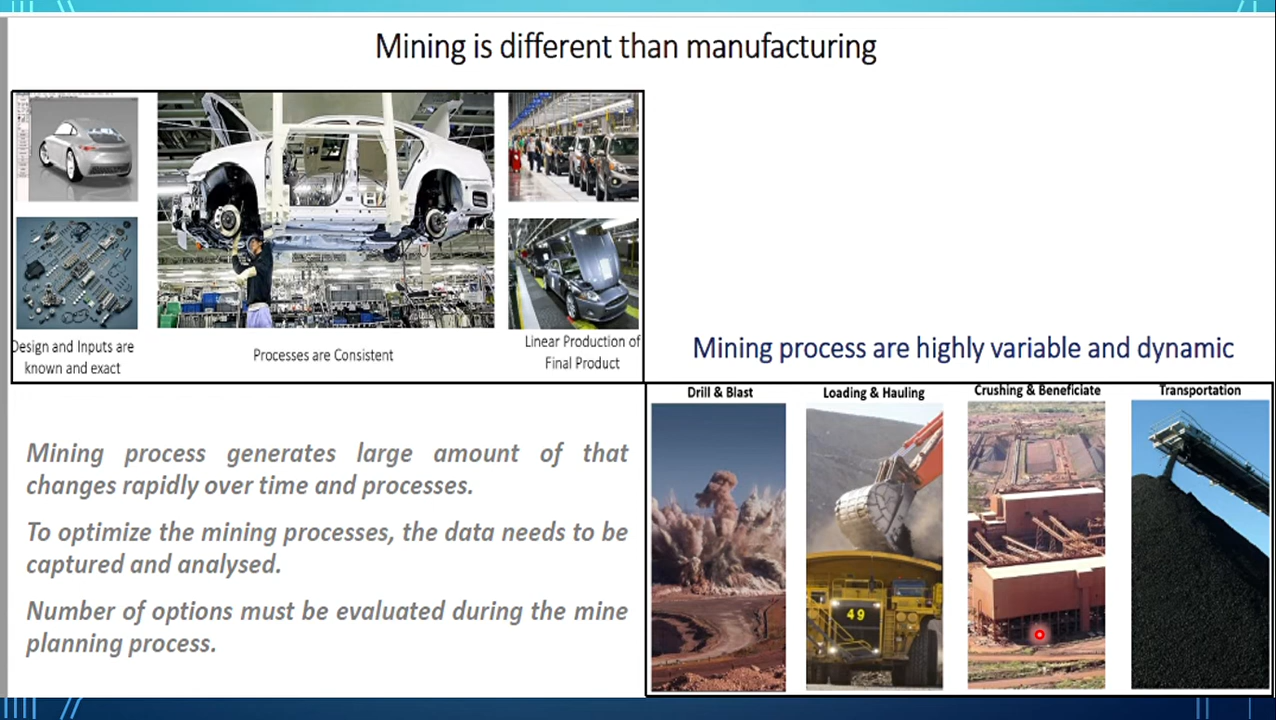 Mining is different than manufacturing
Design and Inputs are
known and exact
Processes are Consistent
Linear Production of
Final Product
Mining process are highly variable and dynamic
Drill & Blast
Loading & Hauling
Crushing & Beneficiate
Transportation
49
Mining process generates large amount of that
changes rapidly over time and processes.
To optimize the mining processes, the data needs to be
captured and analysed.
Number of options must be evaluated during the mine
planning process.